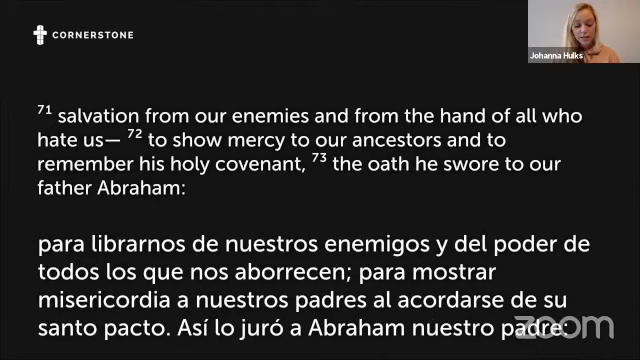 CORNERSTONE
Johanna Hulks
71 salvation from our enemies and from the hand of all who
hate us— 72 to show mercy to our ancestors and to
remember his holy covenant, 73 the oath he swore to our
father Abraham:
para librarnos de nuestros enemigos y del poder de
todos los que nos aborrecen; para mostrar
misericordia a nuestros padres al acordarse de su
santo pacto. Así lo juró a Abraham nuestro padre:
zoom